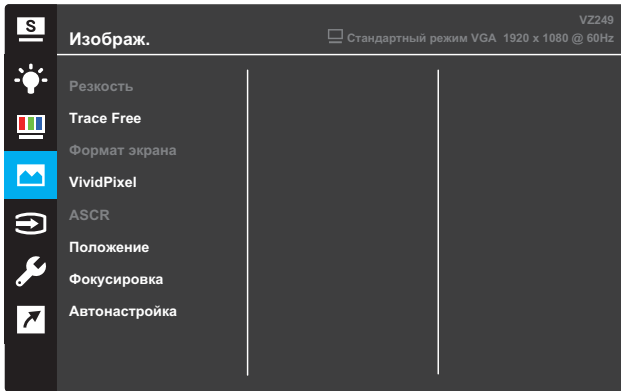 S
VZ249
Изображ.
Стандартный режим VGA 1920 x 1080 @ 60Hz
Резкость
Trace Free
Формат экрана
VividPixel
ASCR
Положение
Фокусировка
Автонастройка